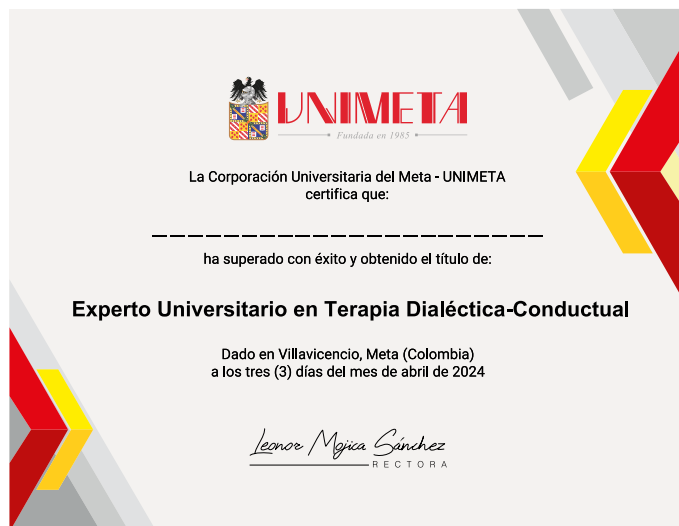 UNIMETA
Fundada en 1985
La Corporación Universitaria del Meta - UNIMETA
certifica que:
ha superado con éxito y obtenido el título de:
Experto Universitario en Terapia Dialéctica-Conductual
Dado en Villavicencio, Meta (Colombia)
a los tres (3) días del mes de abril de 2024
Leonor Mojica Sánchez
RECTORA